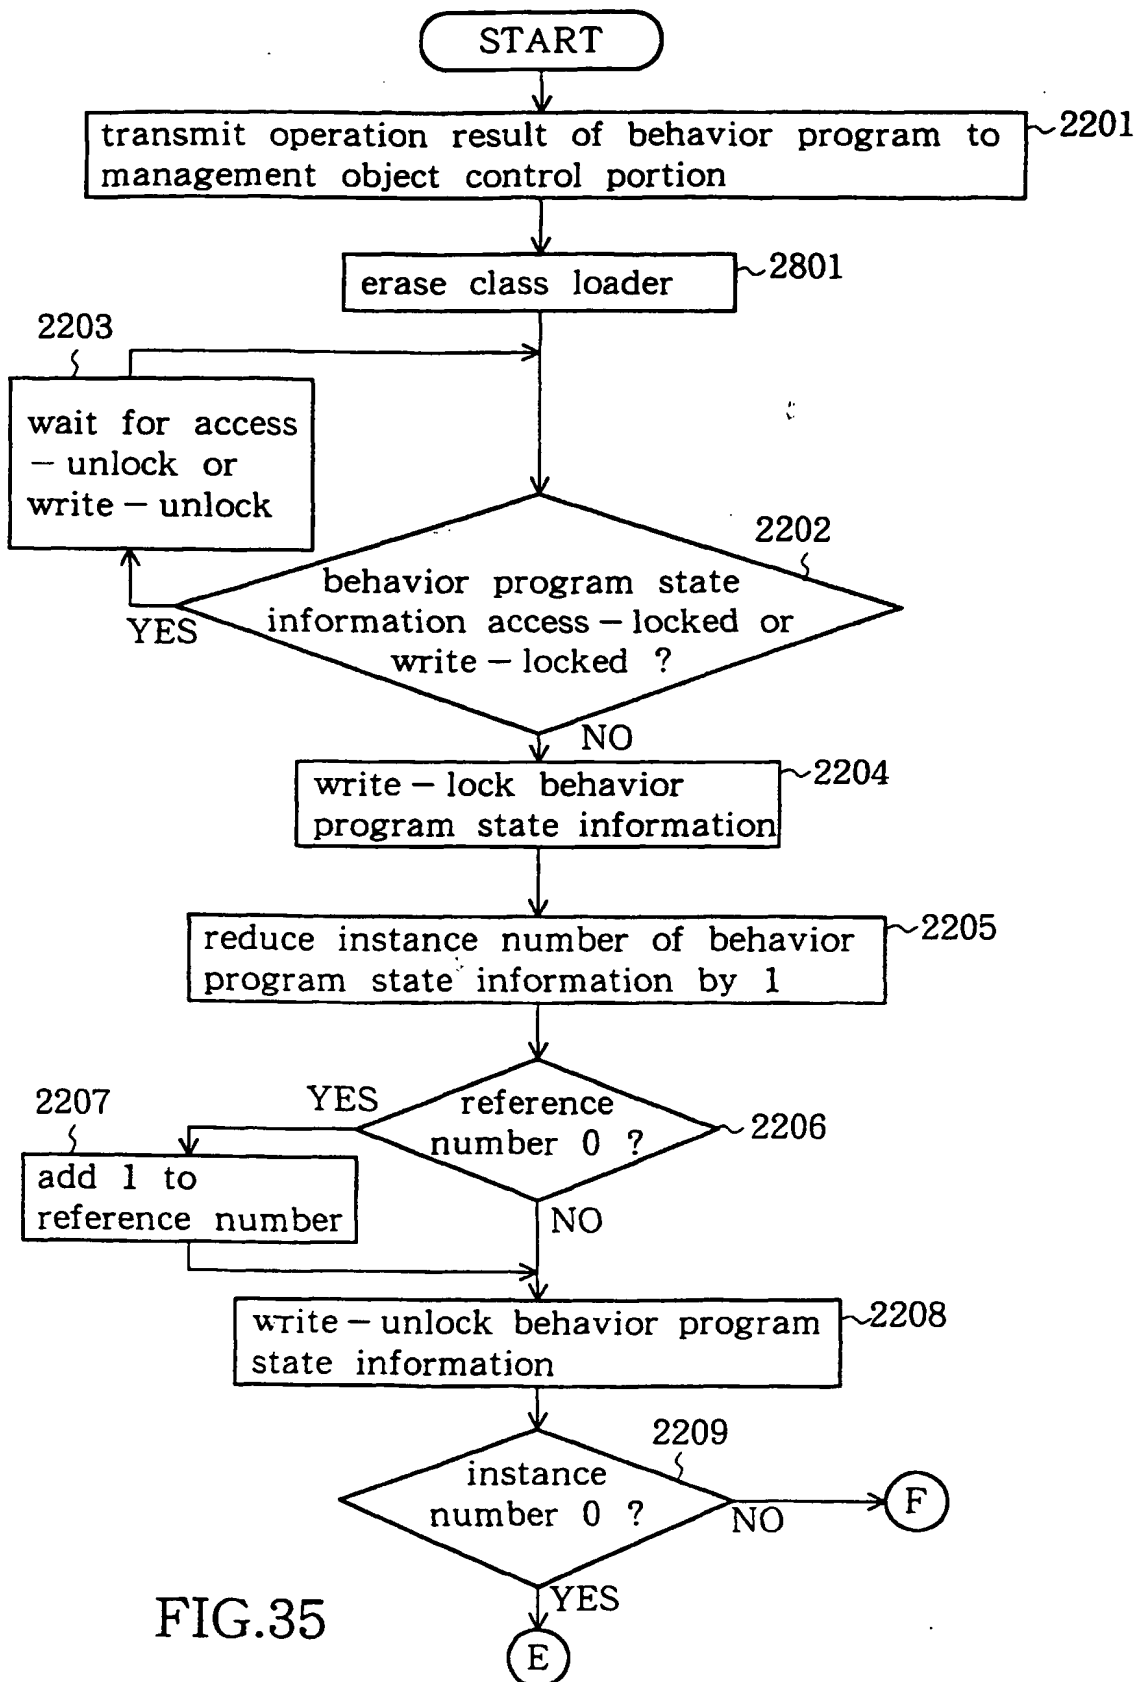 START
transmit operation result of behavior program to
management object control portion
2201
erase class loader
2801
2203
wait for access
－unlock or
write－unlock
2202
behavior program state
information access－locked or
write－locked ?
YES
NO
write－lock behavior
program state information
2204
reduce instance number of behavior
program state information by 1
2205
YES
reference
number 0 ?
2206
2207
add 1 to
reference number
NO
write－unlock behavior program
state information
2208
2209
instance
number 0 ?
NO
F
YES
E
FIG.35